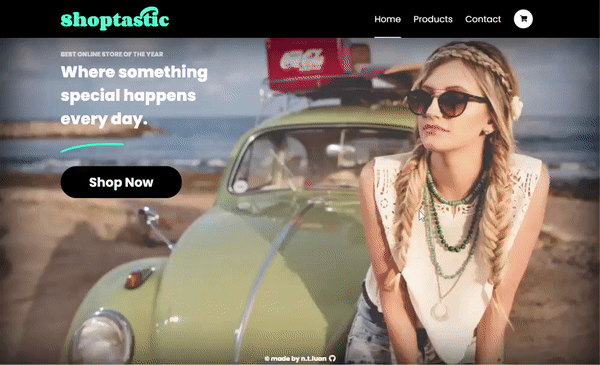 Shoptastic
Home Products Contact
BEST ONLINE STORE OF THE YEAR
Where something
special happens
every day.
Shop Now
© made by n.t.luan